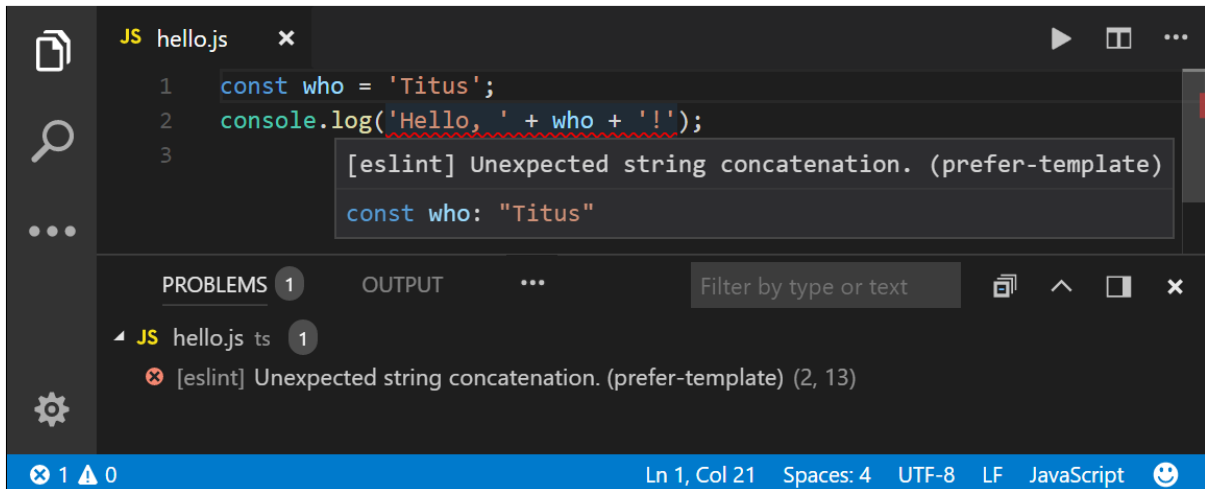 JS hello.js ×
1 const who = 'Titus';
2 console.log('Hello, ' + who + '!');
3
[eslint] Unexpected string concatenation. (prefer-template)
const who: "Titus"
PROBLEMS 1 OUTPUT ••• Filter by type or text
JS hello.js ts 1
[eslint] Unexpected string concatenation. (prefer-template) (2, 13)
1 0 Ln 1, Col 21 Spaces: 4 UTF-8 LF JavaScript